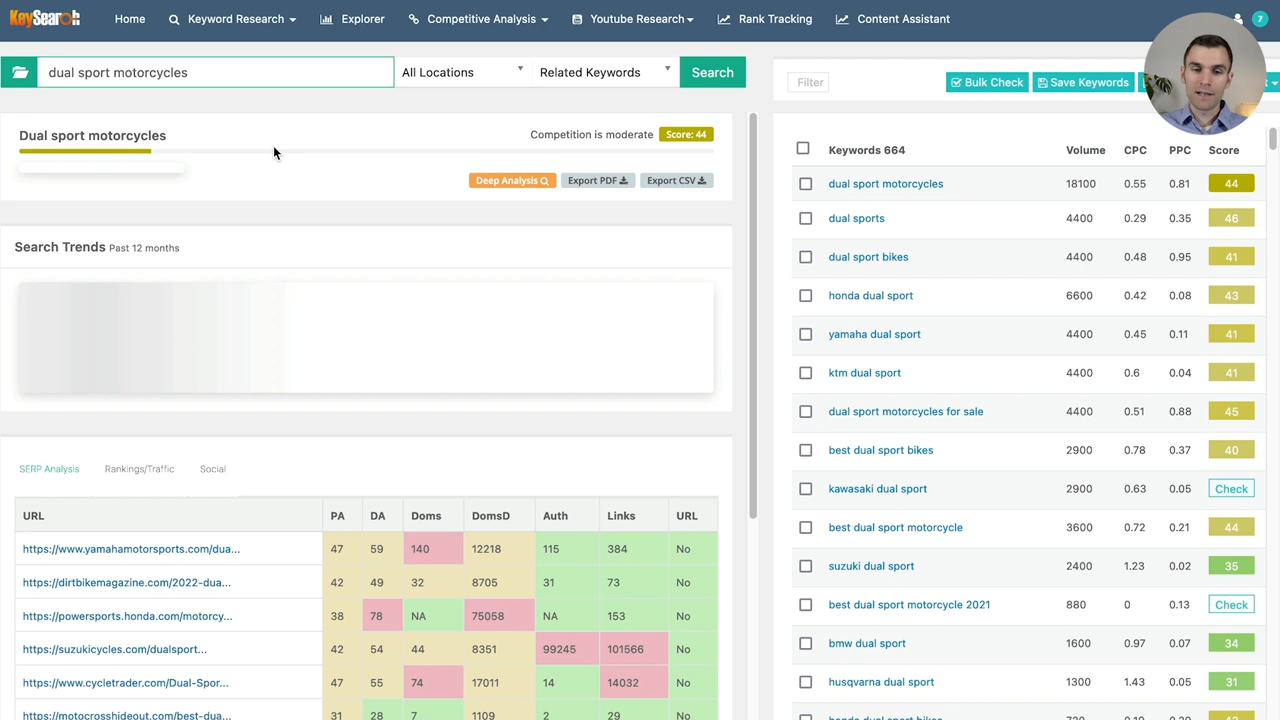 KeySearch Home Keyword Research Explorer Competitive Analysis Youtube Research Rank Tracking Content Assistant 7
dual sport motorcycles All Locations Related Keywords Search
Dual sport motorcycles Competition is moderate Score: 44
Deep Analysis Export PDF Export CSV
Search Trends Past 12 months
SERP Analysis Rankings/Traffic Social
URL PA DA Doms DomsD Auth Links URL
https://www.yamahamotorsports.com/dua... 47 59 140 12218 115 384 No
https://dirtbikemagazine.com/2022-dua... 42 49 32 8705 31 73 No
https://powersports.honda.com/motorcy... 38 78 NA 75058 NA 153 No
https://suzukicycles.com/dualsport... 42 54 44 8351 99245 101566 No
https://www.cycletrader.com/Dual-Spor... 47 55 74 17011 14 14032 No
https://motocrosshideout.com/best-dua... 31 28 7 1109 2 29 No
Filter Bulk Check Save Keywords
Keywords 664 Volume CPC PPC Score
dual sport motorcycles 18100 0.55 0.81 44
dual sports 4400 0.29 0.35 46
dual sport bikes 4400 0.48 0.95 41
honda dual sport 6600 0.42 0.08 43
yamaha dual sport 4400 0.45 0.11 41
ktm dual sport 4400 0.6 0.04 41
dual sport motorcycles for sale 4400 0.51 0.88 45
best dual sport bikes 2900 0.78 0.37 40
kawasaki dual sport 2900 0.63 0.05 Check
best dual sport motorcycle 3600 0.72 0.21 44
suzuki dual sport 2400 1.23 0.02 35
best dual sport motorcycle 2021 880 0 0.13 Check
bmw dual sport 1600 0.97 0.07 34
husqvarna dual sport 1300 1.43 0.05 31
honda dual sport bikes 720 0.19 0.29